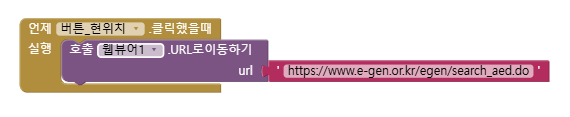 언제 버튼_현위치 .클릭했을때
실행 호출 웹뷰어1 .URL로이동하기
url ' https://www.e-gen.or.kr/egen/search_aed.do '